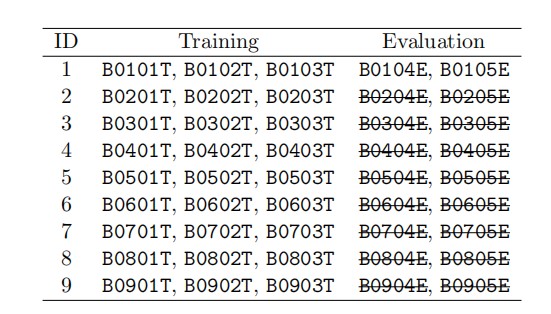 ID Training Evaluation
1 B0101T, B0102T, B0103T B0104E, B0105E
2 B0201T, B0202T, B0203T B0204E, B0205E
3 B0301T, B0302T, B0303T B0304E, B0305E
4 B0401T, B0402T, B0403T B0404E, B0405E
5 B0501T, B0502T, B0503T B0504E, B0505E
6 B0601T, B0602T, B0603T B0604E, B0605E
7 B0701T, B0702T, B0703T B0704E, B0705E
8 B0801T, B0802T, B0803T B0804E, B0805E
9 B0901T, B0902T, B0903T B0904E, B0905E